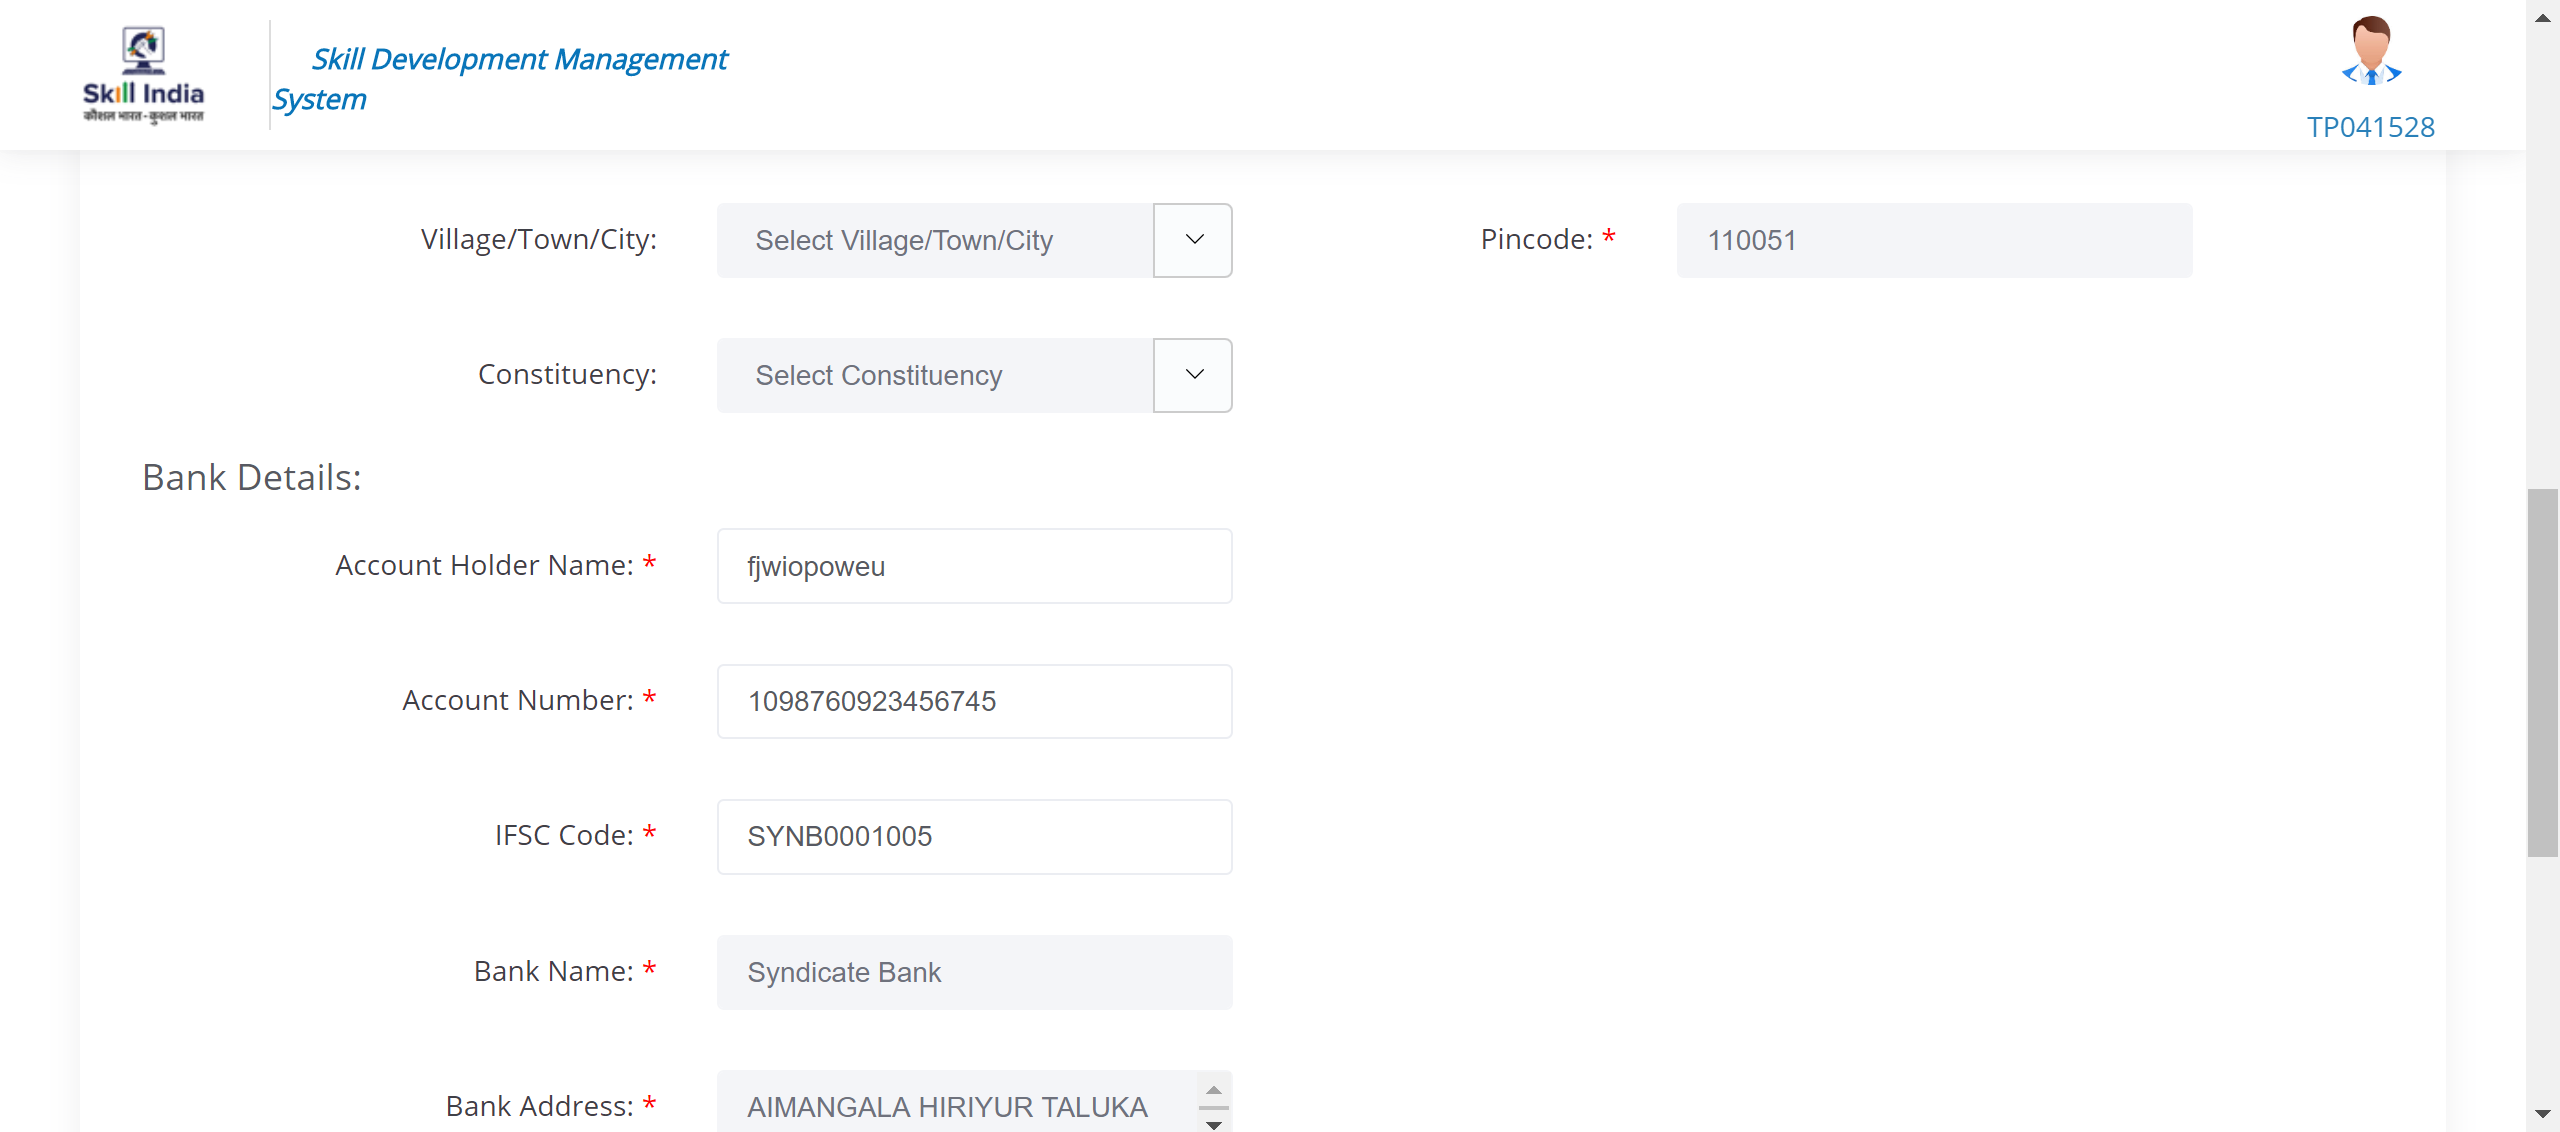 Skill India
कौशल भारत - कुशल भारत
Skill Development Management
System
TP041528
Village/Town/City:
Select Village/Town/City
Pincode: *
110051
Constituency:
Select Constituency
Bank Details:
Account Holder Name: *
fjwiopoweu
Account Number: *
1098760923456745
IFSC Code: *
SYNB0001005
Bank Name: *
Syndicate Bank
Bank Address: *
AIMANGALA HIRIYUR TALUKA